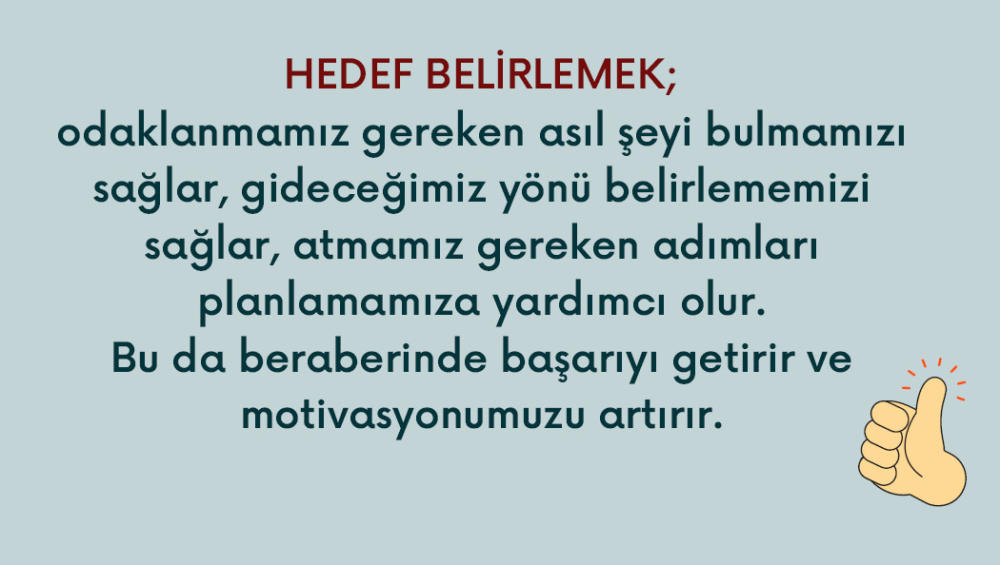 HEDEF BELİRLEMEK;
odaklanmamız gereken asıl şeyi bulmamızı
sağlar, gideceğimiz yönü belirlememizi
sağlar, atmamız gereken adımları
planlamamıza yardımcı olur.
Bu da beraberinde başarıyı getirir ve
motivasyonumuzu artırır.